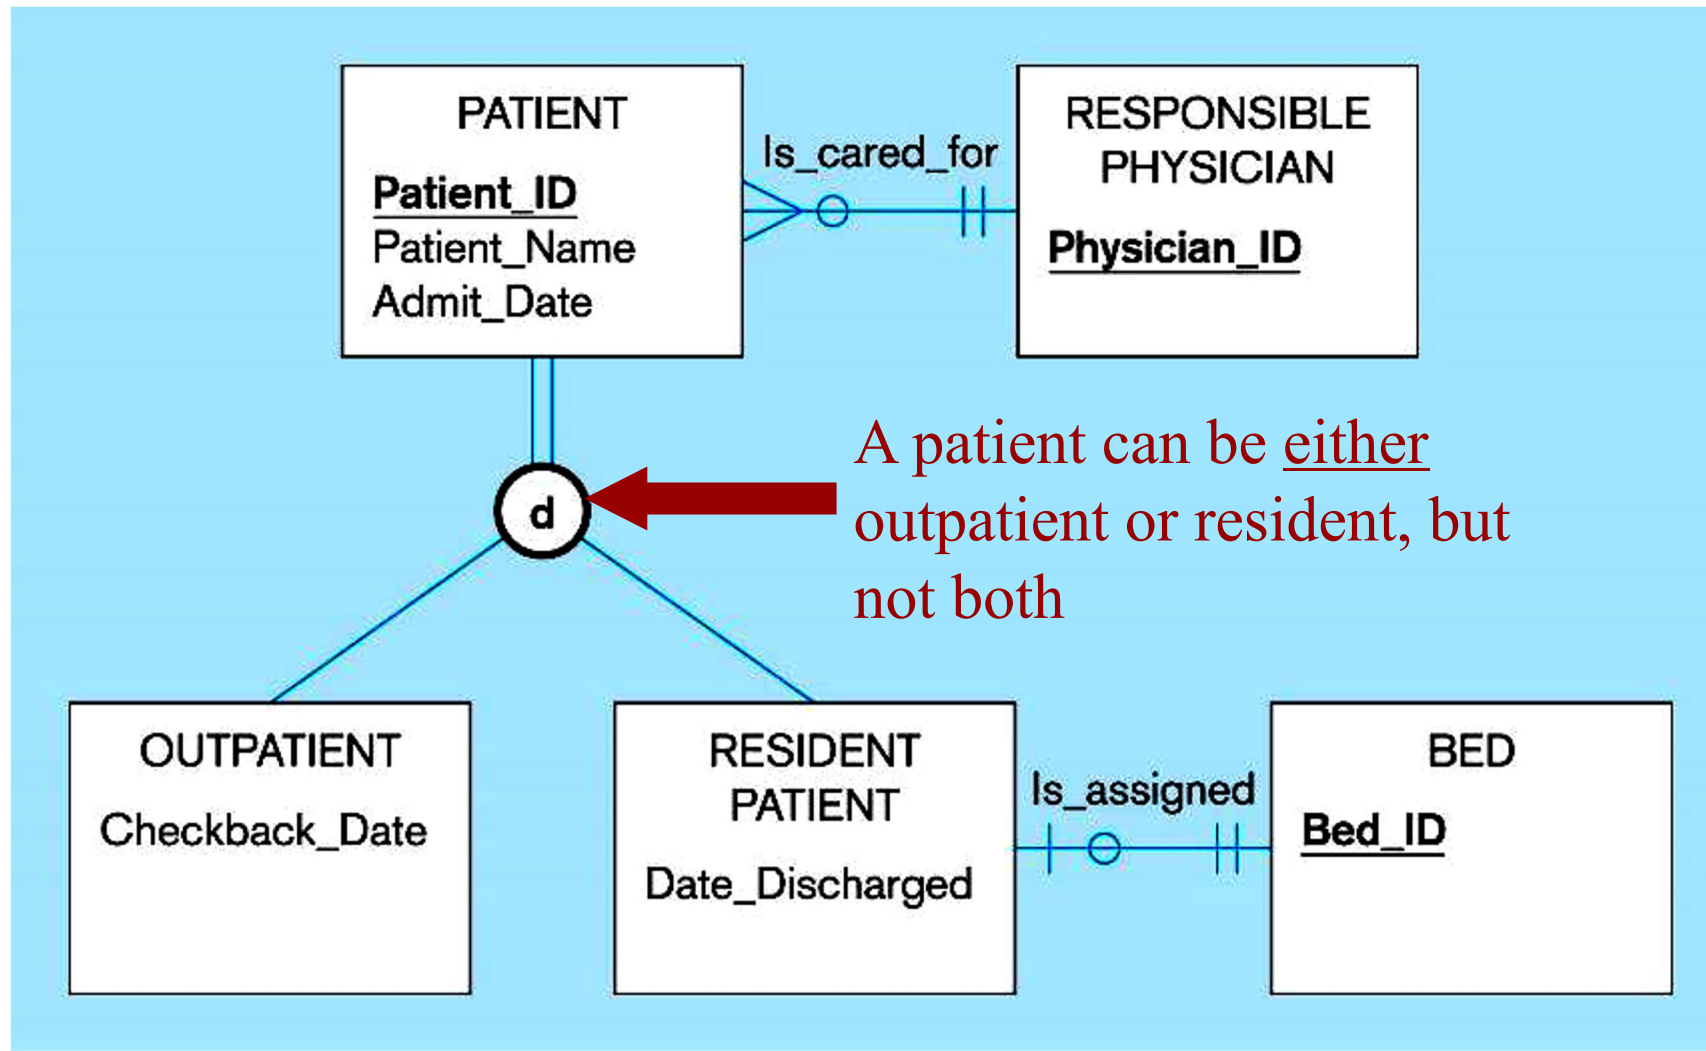 PATIENT
Patient_ID
Patient_Name
Admit_Date
Is_cared_for
RESPONSIBLE
PHYSICIAN
Physician_ID
d
A patient can be either
outpatient or resident, but
not both
OUTPATIENT
Checkback_Date
RESIDENT
PATIENT
Date_Discharged
Is_assigned
BED
Bed_ID